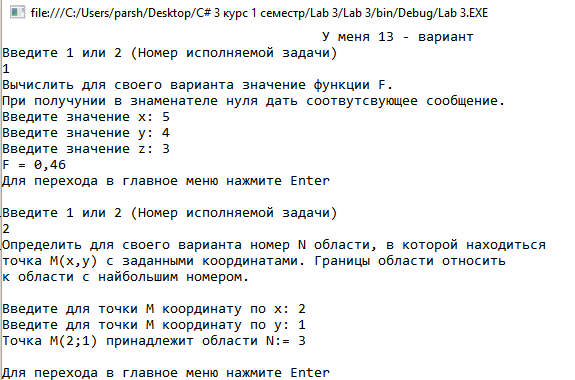 file:///C:/Users/parsh/Desktop/C# 3 курс 1 семестр/Lab 3/Lab 3/bin/Debug/Lab 3.EXE
У меня 13 - вариант
Введите 1 или 2 (Номер исполняемой задачи)
1
Вычислить для своего варианта значение функции F.
При получунии в знаменателе нуля дать соотвутсвующее сообщение.
Введите значение x: 5
Введите значение y: 4
Введите значение z: 3
F = 0,46
Для перехода в главное меню нажмите Enter
Введите 1 или 2 (Номер исполняемой задачи)
2
Определить для своего варианта номер N области, в которой находиться
точка M(x,y) с заданными координатами. Границы области относить
к области с наибольшим номером.
Введите для точки M координату по x: 2
Введите для точки M координату по y: 1
Точка M(2;1) принадлежит области N:= 3
Для перехода в главное меню нажмите Enter